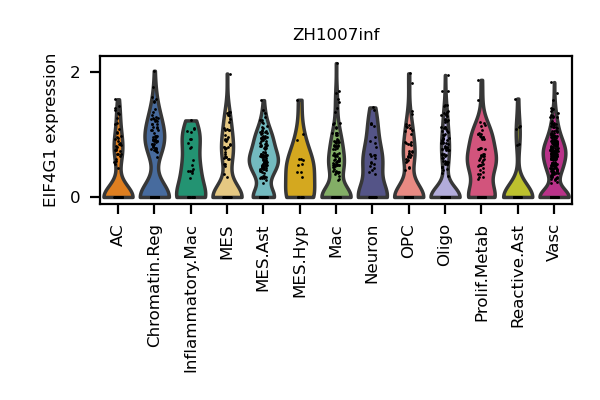 ZH1007inf
EIF4G1 expression
2
0
AC
Chromatin.Reg
Inflammatory.Mac
MES
MES.Ast
MES.Hyp
Mac
Neuron
OPC
Oligo
Prolif.Metab
Reactive.Ast
Vasc